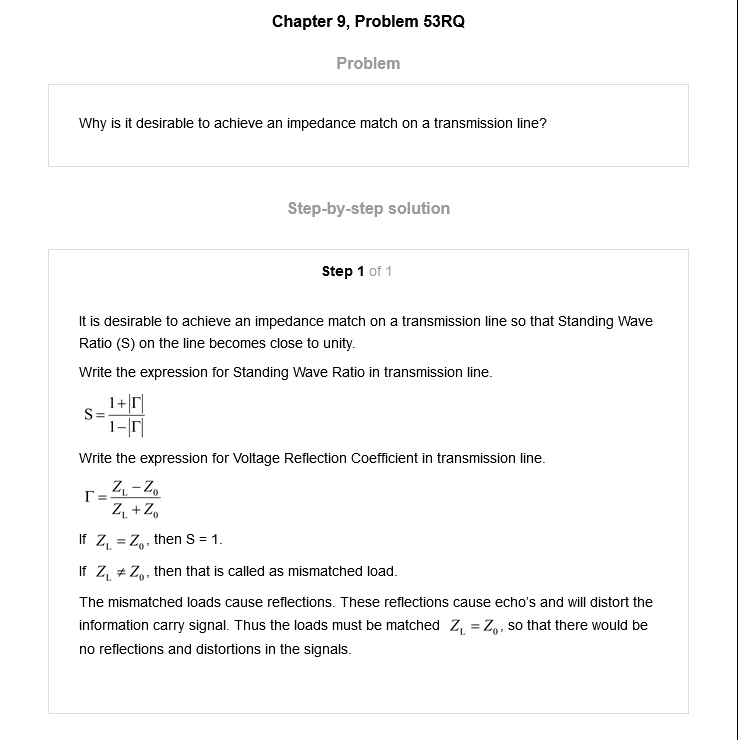 Chapter 9, Problem 53RQ
Problem
Why is it desirable to achieve an impedance match on a transmission line?
Step-by-step solution
Step 1 of 1
It is desirable to achieve an impedance match on a transmission line so that Standing Wave
Ratio (S) on the line becomes close to unity.
Write the expression for Standing Wave Ratio in transmission line.
S = (1+|Γ|)/(1−|Γ|)
Write the expression for Voltage Reflection Coefficient in transmission line.
Γ = (Z_L − Z_0)/(Z_L + Z_0)
If Z_L = Z_0, then S = 1.
If Z_L ≠ Z_0, then that is called as mismatched load.
The mismatched loads cause reflections. These reflections cause echo's and will distort the
information carry signal. Thus the loads must be matched Z_L = Z_0, so that there would be
no reflections and distortions in the signals.